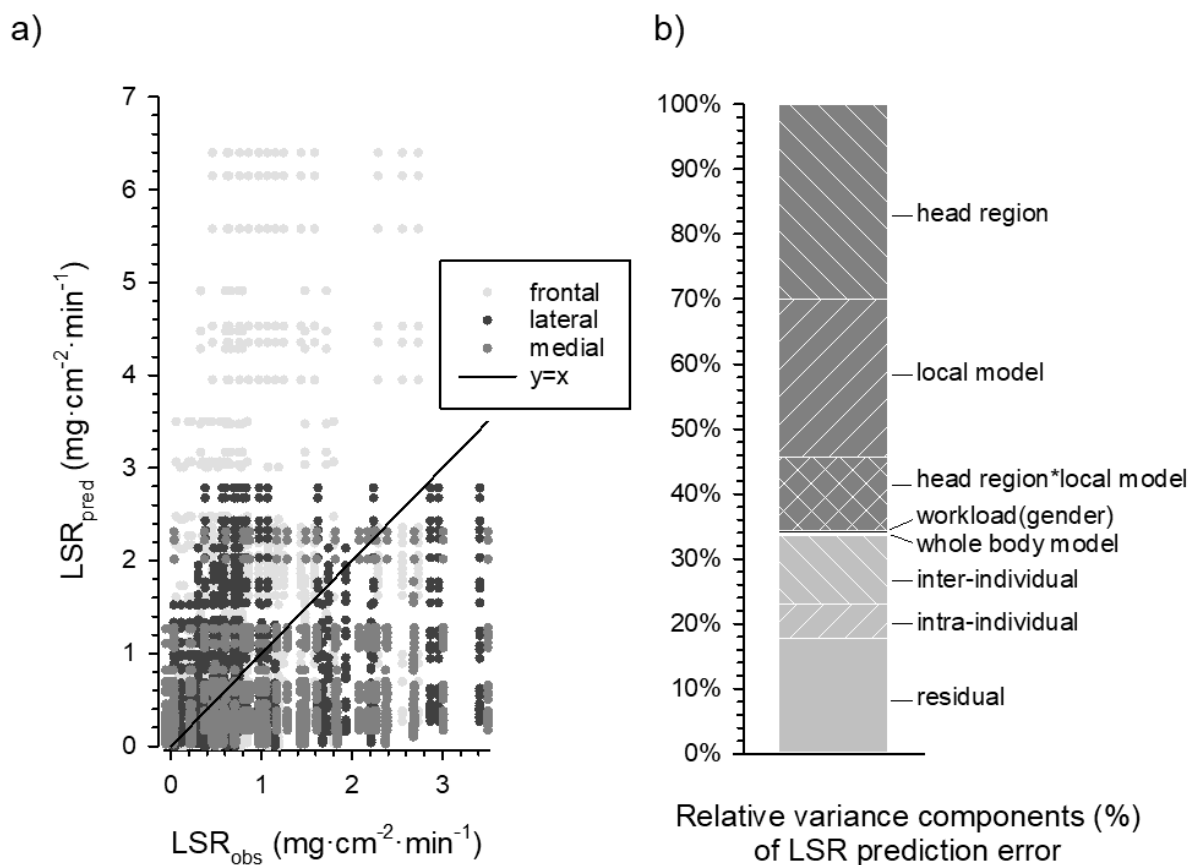 a)
7
6
5
4
3
2
1
0
LSRpred (mg·cm⁻²·min⁻¹)
frontal
lateral
medial
y=x
0 1 2 3
LSRobs (mg·cm⁻²·min⁻¹)
b)
100%
90%
80%
70%
60%
50%
40%
30%
20%
10%
0%
head region
local model
head region*local model
workload(gender)
whole body model
inter-individual
intra-individual
residual
Relative variance components (%)
of LSR prediction error